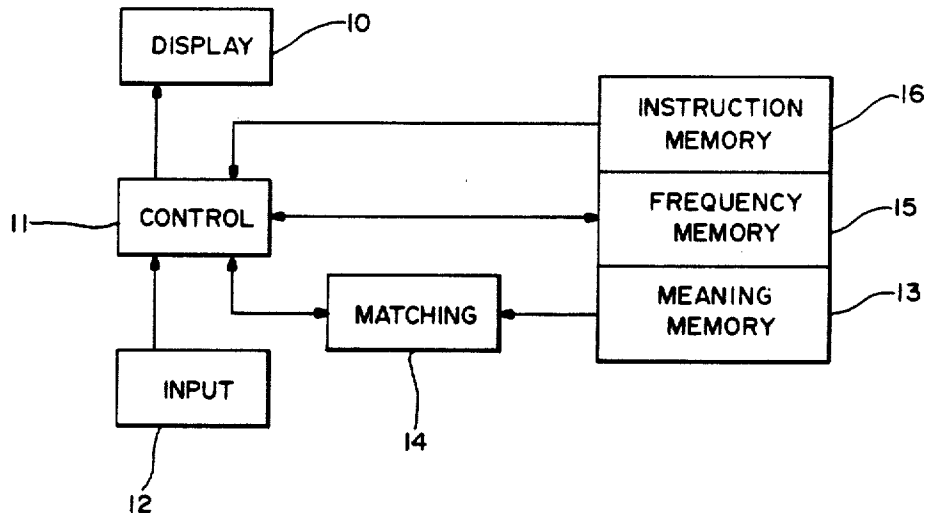 DISPLAY
10
INSTRUCTION
MEMORY
16
11
CONTROL
FREQUENCY
MEMORY
15
MATCHING
MEANING
MEMORY
13
INPUT
14
12